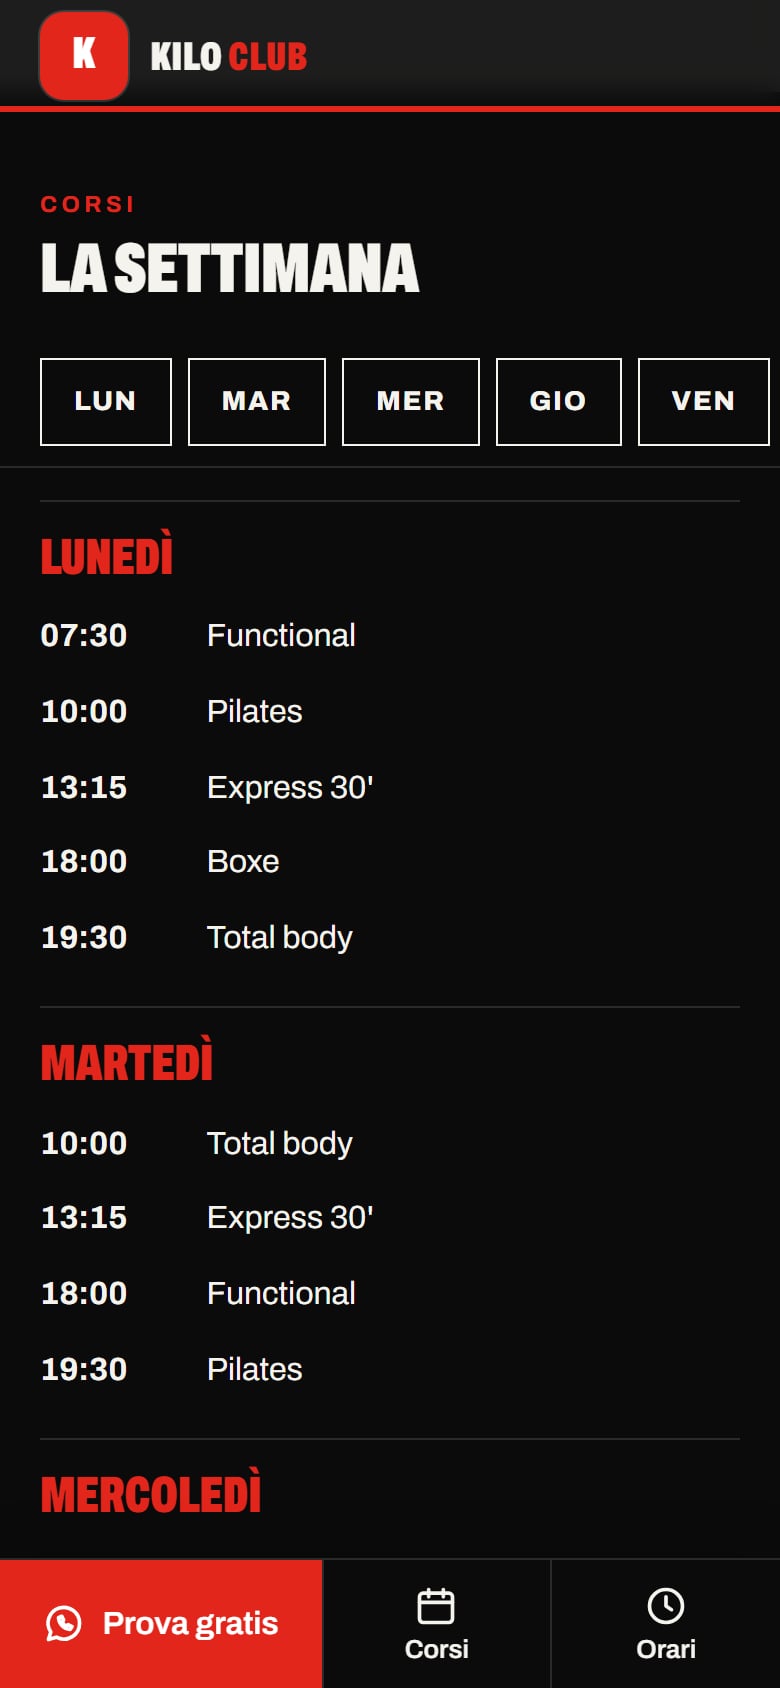 K KILO CLUB
CORSI
LA SETTIMANA
LUN MAR MER GIO VEN
LUNEDÌ
07:30 Functional
10:00 Pilates
13:15 Express 30'
18:00 Boxe
19:30 Total body
MARTEDÌ
10:00 Total body
13:15 Express 30'
18:00 Functional
19:30 Pilates
MERCOLEDÌ
Prova gratis Corsi Orari